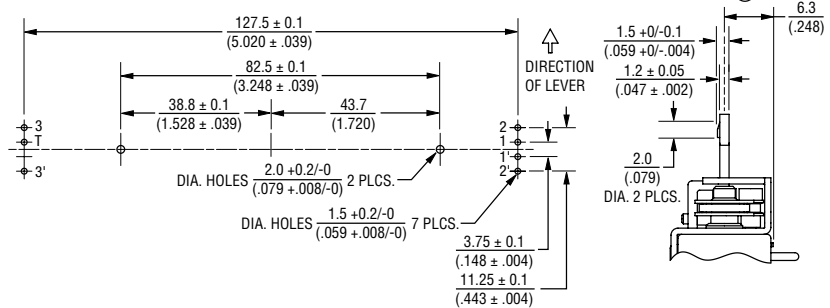 127.5 ± 0.1
(5.020 ± .039)
82.5 ± 0.1
(3.248 ± .039)
38.8 ± 0.1
(1.528 ± .039)
43.7
(1.720)
DIRECTION
OF LEVER
3
T
3'
2
1
1'
2'
DIA. HOLES 2.0 +0.2/-0 2 PLCS.
(.079 +.008/-0)
DIA. HOLES 1.5 +0.2/-0 7 PLCS.
(.059 +.008/-0)
3.75 ± 0.1
(.148 ± .004)
11.25 ± 0.1
(.443 ± .004)
6.3
(.248)
1.5 +0/-0.1
(.059 +0/-.004)
1.2 ± 0.05
(.047 ± .002)
2.0
(.079)
DIA. 2 PLCS.